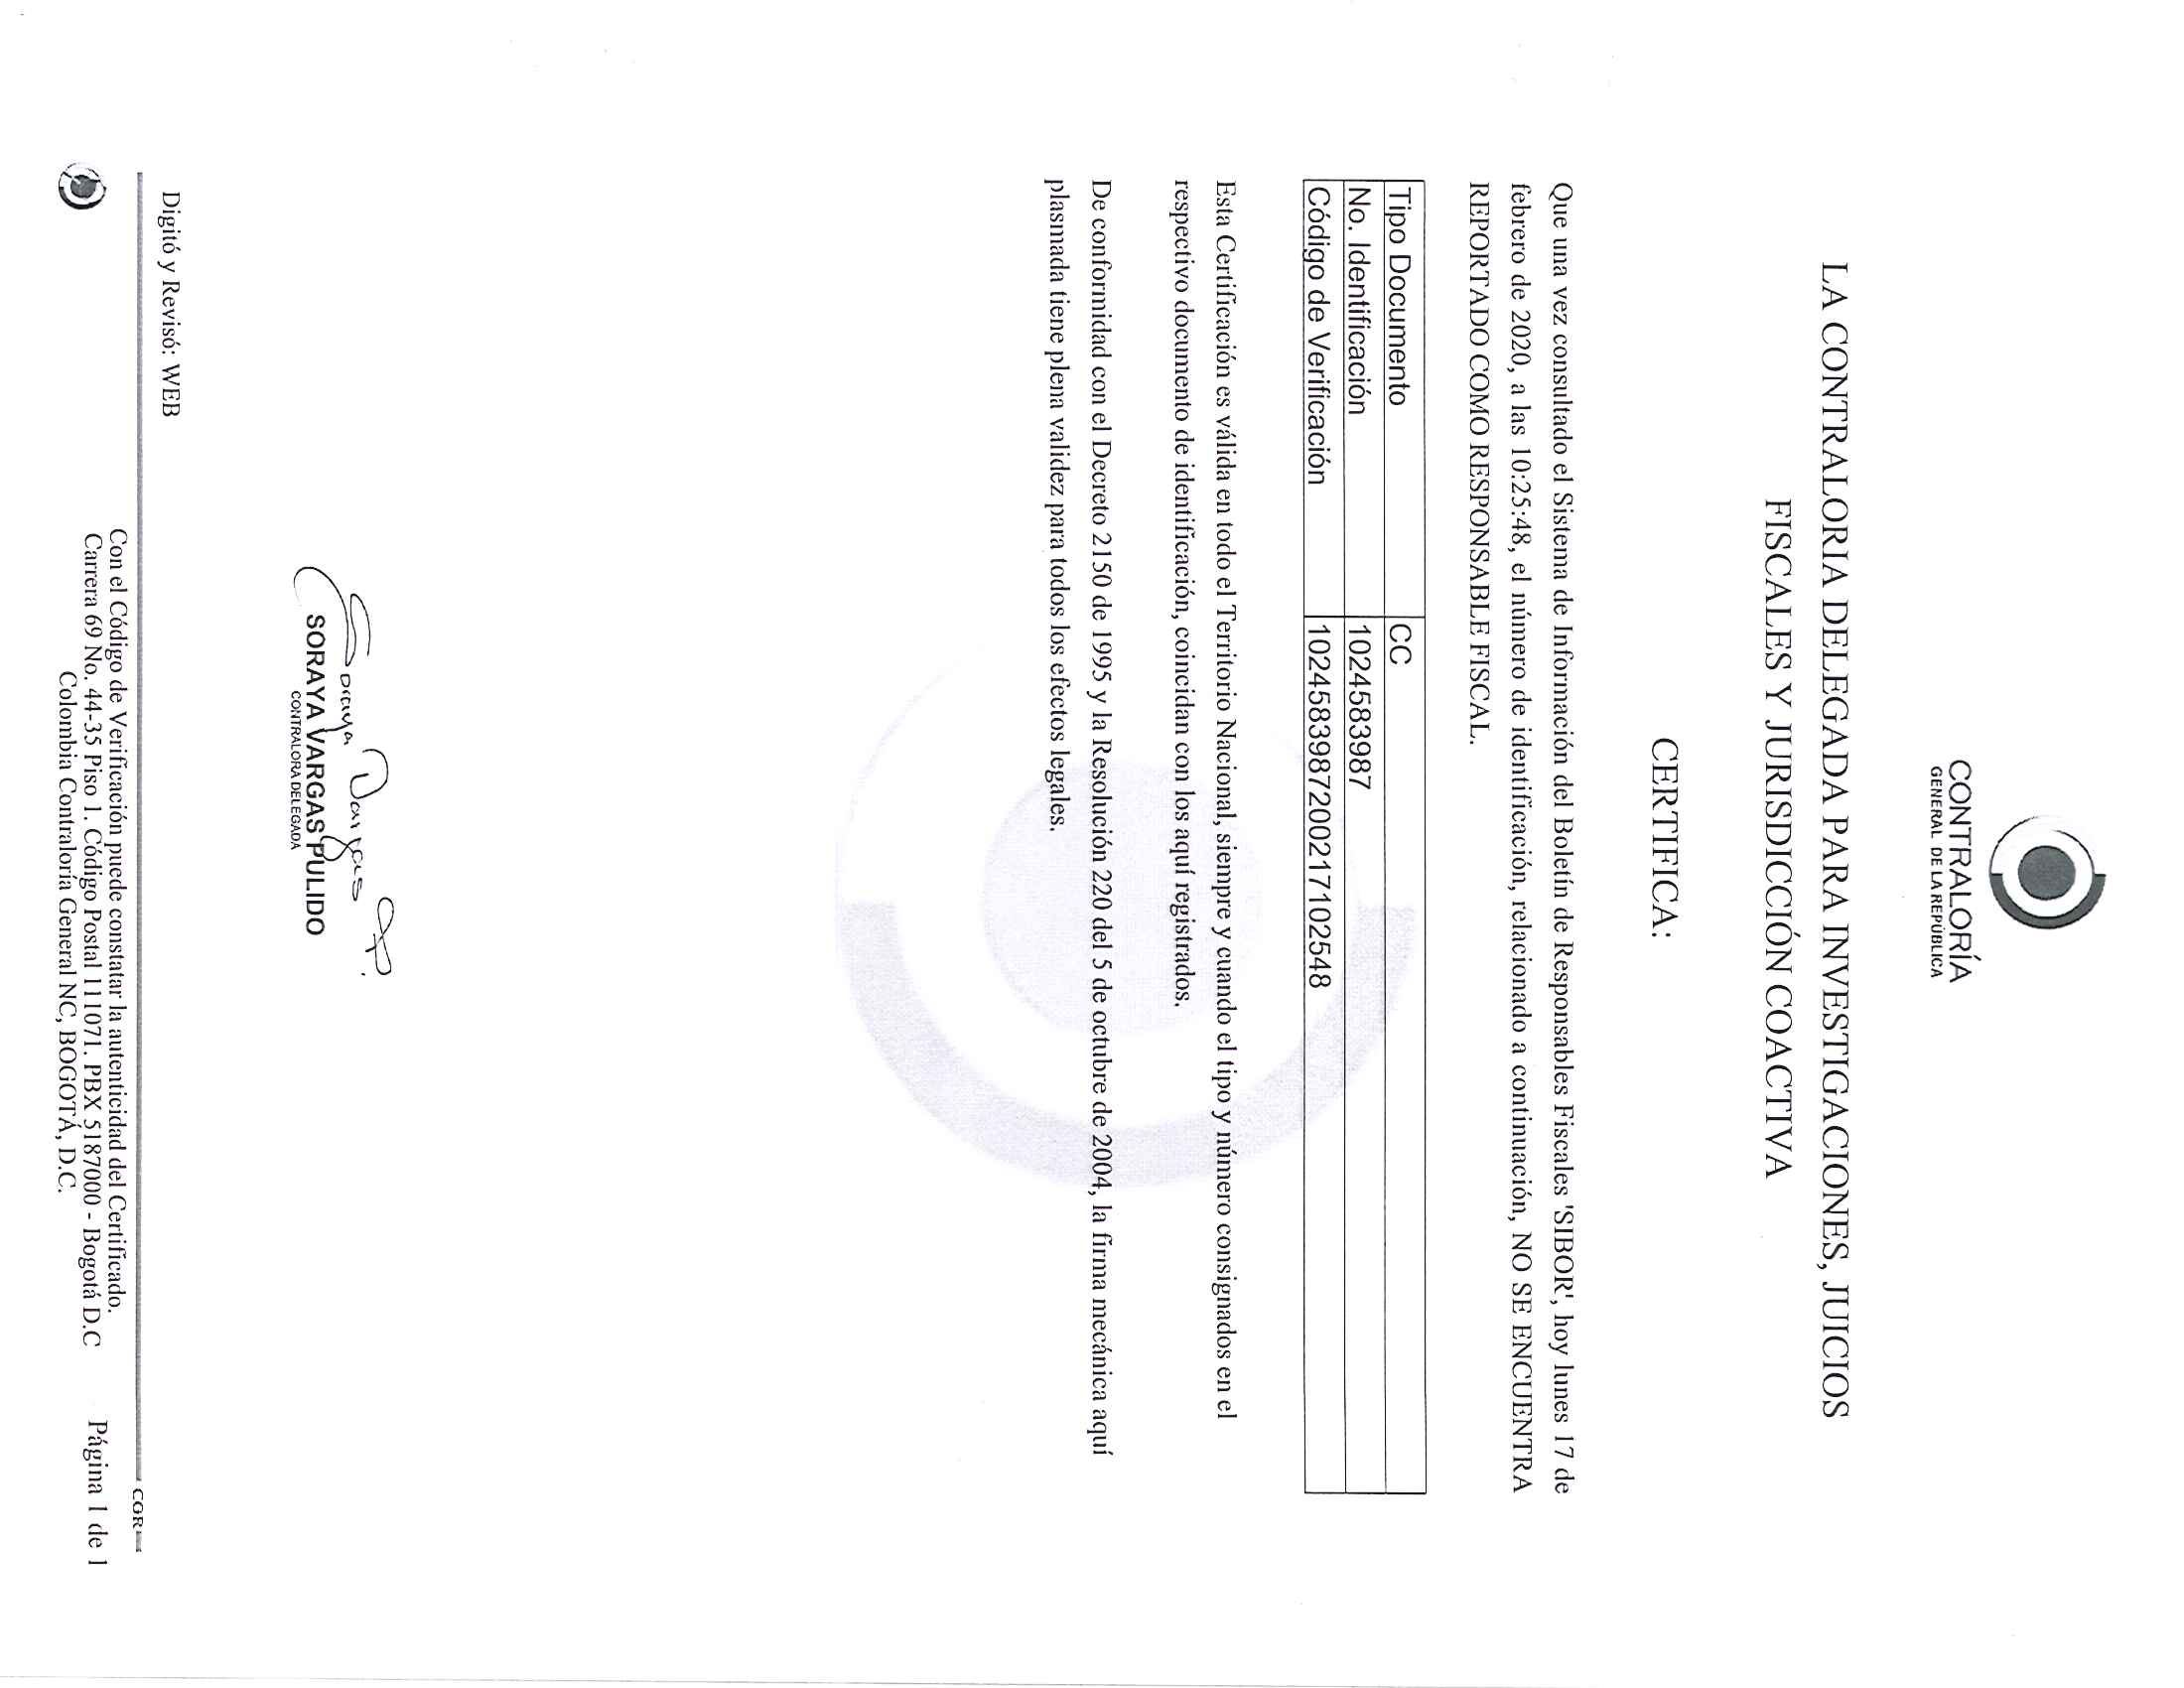 CONTRALORÍA
GENERAL DE LA REPÚBLICA
LA CONTRALORIA DELEGADA PARA INVESTIGACIONES, JUICIOS
FISCALES Y JURISDICCIÓN COACTIVA
CERTIFICA:
Que una vez consultado el Sistema de Información del Boletín de Responsables Fiscales 'SIBOR', hoy lunes 17 de
febrero de 2020, a las 10:25:48, el número de identificación, relacionado a continuación, NO SE ENCUENTRA
REPORTADO COMO RESPONSABLE FISCAL.
Tipo Documento CC
No. Identificación 1024583987
Código de Verificación 1024583987200217102548
Esta Certificación es válida en todo el Territorio Nacional, siempre y cuando el tipo y número consignados en el
respectivo documento de identificación, coincidan con los aquí registrados.
De conformidad con el Decreto 2150 de 1995 y la Resolución 220 del 5 de octubre de 2004, la firma mecánica aquí
plasmada tiene plena validez para todos los efectos legales.
Soraya Vargas P.
SORAYA VARGAS PULIDO
CONTRALORA DELEGADA
Digitó y Revisó: WEB
CGR
Con el Código de Verificación puede constatar la autenticidad del Certificado.
Carrera 69 No. 44-35 Piso 1. Código Postal 111071. PBX 5187000 - Bogotá D.C
Colombia Contraloría General NC, BOGOTÁ, D.C.
Página 1 de 1